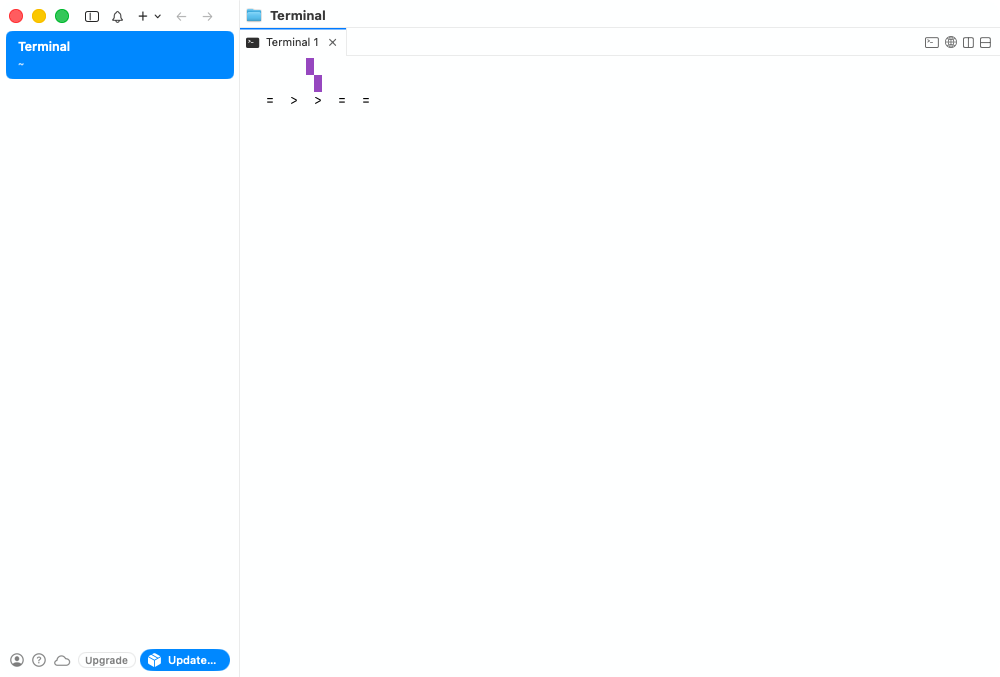 Terminal
Terminal
~
Terminal 1
= > > = =
Upgrade
Update...